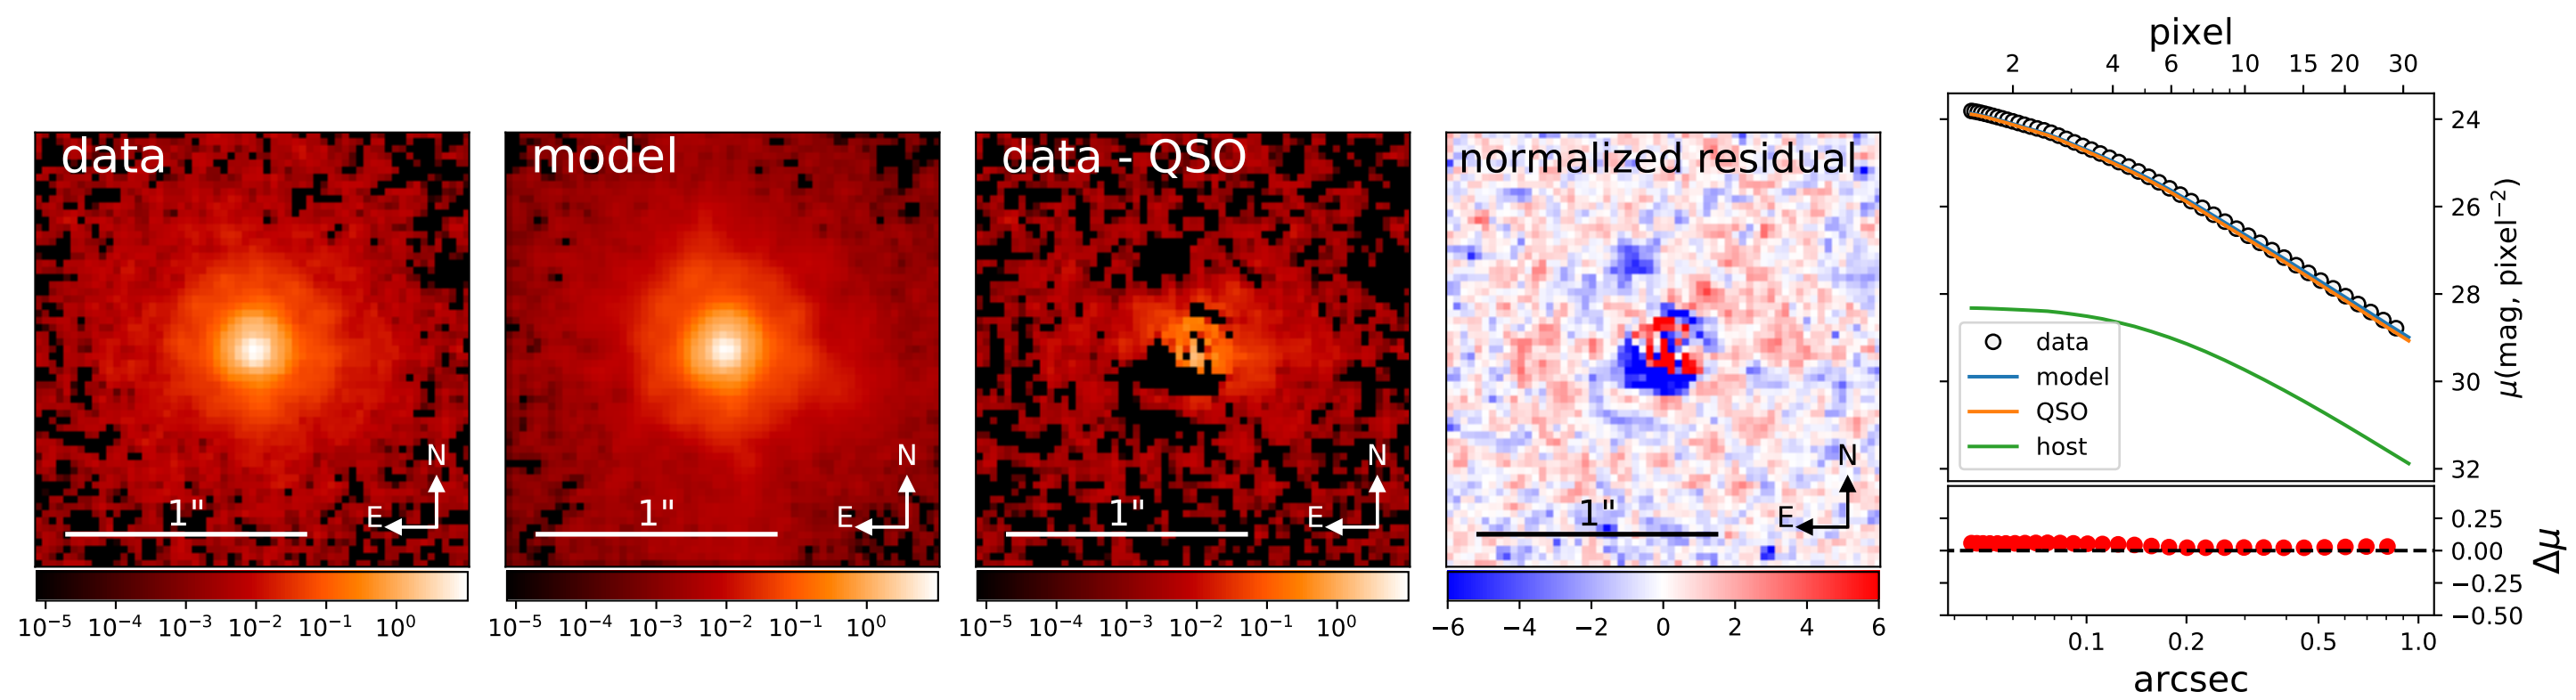 data
N
E
1"
10⁻⁵ 10⁻⁴ 10⁻³ 10⁻² 10⁻¹ 10⁰
model
N
E
1"
10⁻⁵ 10⁻⁴ 10⁻³ 10⁻² 10⁻¹ 10⁰
data - QSO
N
E
1"
10⁻⁵ 10⁻⁴ 10⁻³ 10⁻² 10⁻¹ 10⁰
normalized residual
N
E
1"
−6 −4 −2 0 2 4 6
pixel
2 4 6 10 15 20 30
24
26
28
30
32
μ(mag, pixel⁻²)
data
model
QSO
host
0.25
0.00
−0.25
−0.50
Δμ
0.1 0.2 0.5 1.0
arcsec